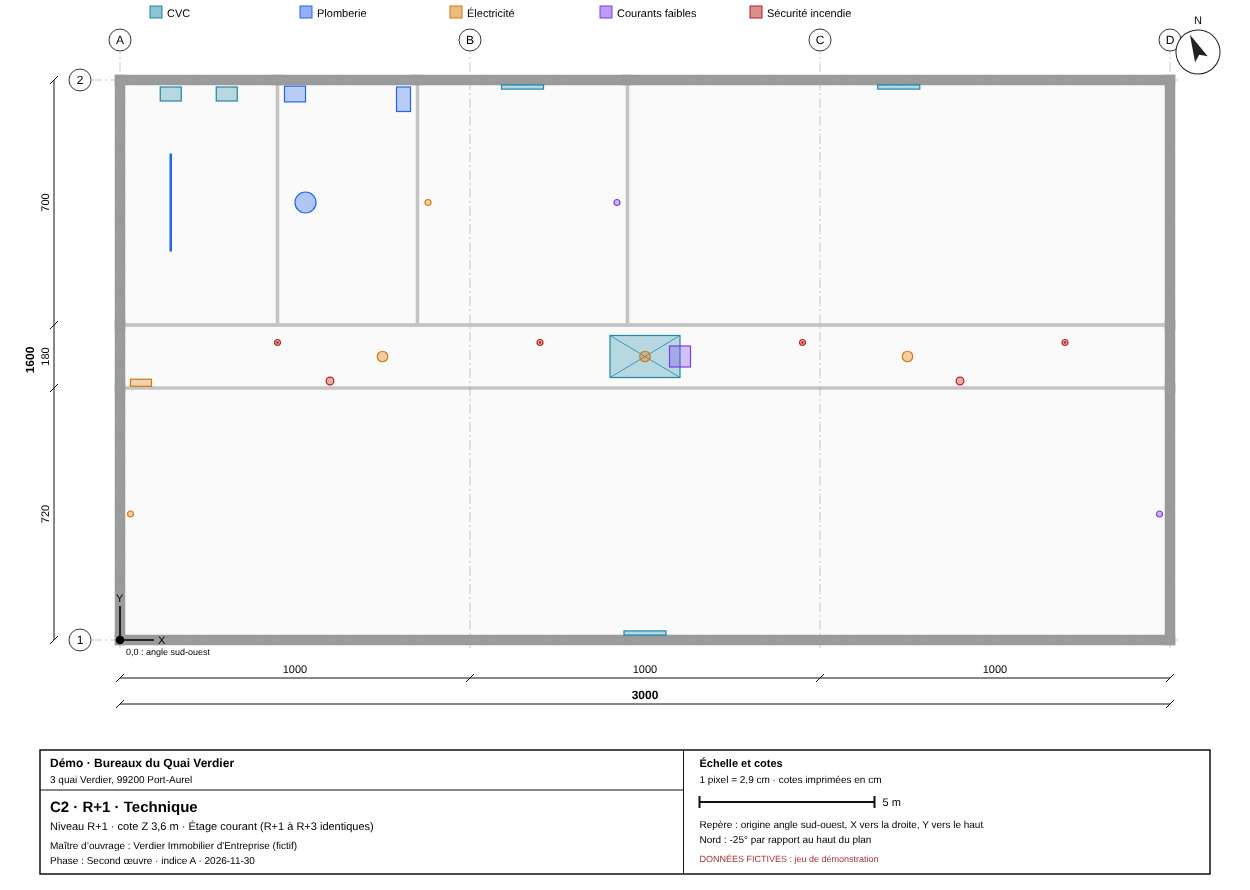 CVC
Plomberie
Électricité
Courants faibles
Sécurité incendie
N
A
B
C
D
2
700
1600
180
720
Y
1
X
0,0 : angle sud-ouest
1000
1000
1000
3000
Démo · Bureaux du Quai Verdier
3 quai Verdier, 99200 Port-Aurel
C2 · R+1 · Technique
Niveau R+1 · cote Z 3,6 m · Étage courant (R+1 à R+3 identiques)
Maître d'ouvrage : Verdier Immobilier d'Entreprise (fictif)
Phase : Second œuvre · indice A · 2026-11-30
Échelle et cotes
1 pixel = 2,9 cm · cotes imprimées en cm
5 m
Repère : origine angle sud-ouest, X vers la droite, Y vers le haut
Nord : -25° par rapport au haut du plan
DONNÉES FICTIVES : jeu de démonstration